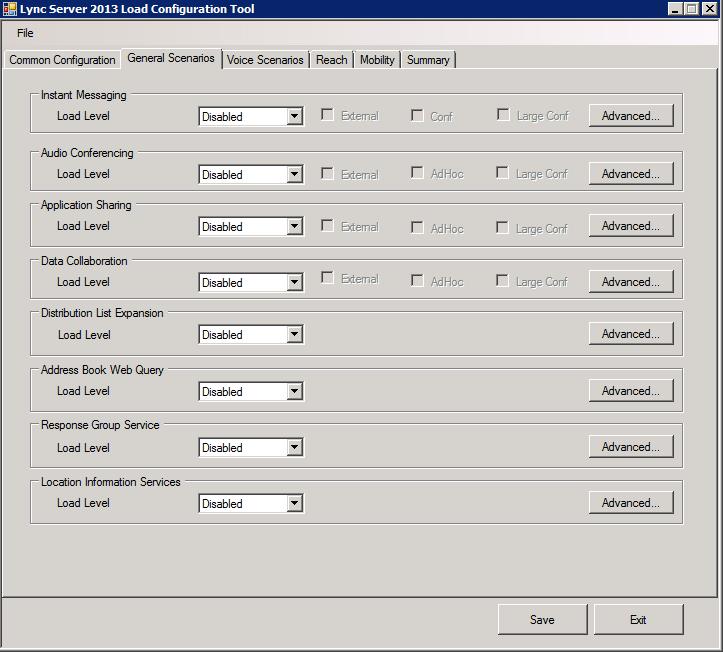 Lync Server 2013 Load Configuration Tool
File
Common Configuration General Scenarios Voice Scenarios Reach Mobility Summary
Instant Messaging
Load Level Disabled External Conf Large Conf Advanced...
Audio Conferencing
Load Level Disabled External AdHoc Large Conf Advanced...
Application Sharing
Load Level Disabled External AdHoc Large Conf Advanced...
Data Collaboration
Load Level Disabled External AdHoc Large Conf Advanced...
Distribution List Expansion
Load Level Disabled Advanced...
Address Book Web Query
Load Level Disabled Advanced...
Response Group Service
Load Level Disabled Advanced...
Location Information Services
Load Level Disabled Advanced...
Save Exit